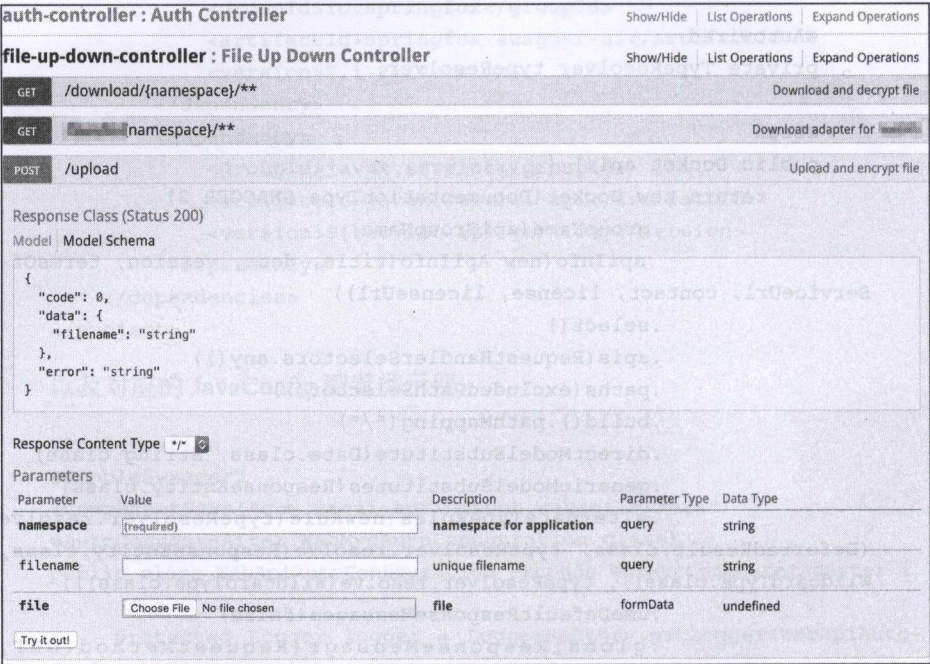 auth-controller : Auth Controller Show/Hide List Operations Expand Operations
file-up-down-controller : File Up Down Controller Show/Hide List Operations Expand Operations
GET /download/{namespace}/** Download and decrypt file
GET namespace}/** Download adapter for
POST /upload Upload and encrypt file
Response Class (Status 200)
Model Model Schema
{
"code": 0,
"data": {
"filename": "string"
},
"error": "string"
}
Response Content Type */*
Parameters
Parameter Value Description Parameter Type Data Type
namespace (required) namespace for application query string
filename unique filename query string
file Choose File No file chosen file formData undefined
Try it out!